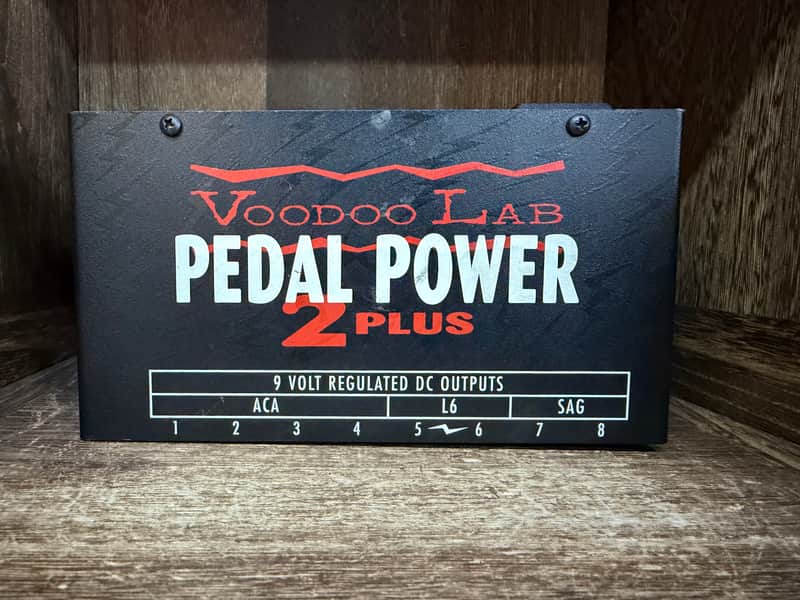 VOODOO LAB
PEDAL POWER
2 PLUS
9 VOLT REGULATED DC OUTPUTS
ACA L6 SAG
1 2 3 4 5 6 7 8